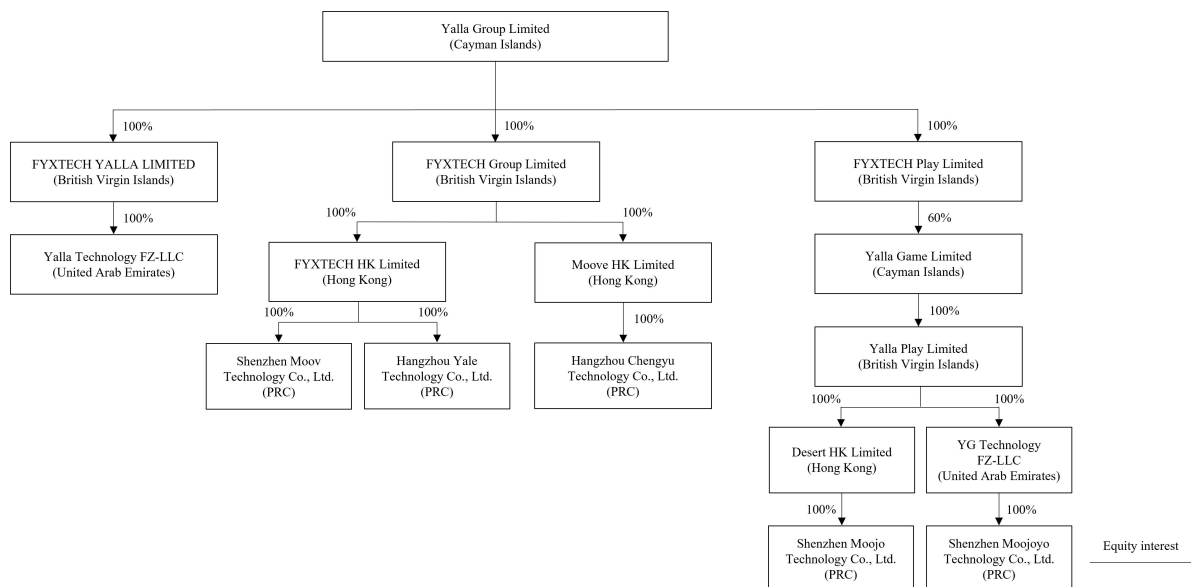 Yalla Group Limited
(Cayman Islands)
100%
100%
100%
FYXTECH YALLA LIMITED
(British Virgin Islands)
FYXTECH Group Limited
(British Virgin Islands)
FYXTECH Play Limited
(British Virgin Islands)
100%
100%
100%
60%
Yalla Technology FZ-LLC
(United Arab Emirates)
FYXTECH HK Limited
(Hong Kong)
Moove HK Limited
(Hong Kong)
Yalla Game Limited
(Cayman Islands)
100%
100%
100%
100%
Shenzhen Moov
Technology Co., Ltd.
(PRC)
Hangzhou Yale
Technology Co., Ltd.
(PRC)
Hangzhou Chengyu
Technology Co., Ltd.
(PRC)
Yalla Play Limited
(British Virgin Islands)
100%
100%
Desert HK Limited
(Hong Kong)
YG Technology
FZ-LLC
(United Arab Emirates)
100%
100%
Shenzhen Moojo
Technology Co., Ltd.
(PRC)
Shenzhen Moojoyo
Technology Co., Ltd.
(PRC)
Equity interest